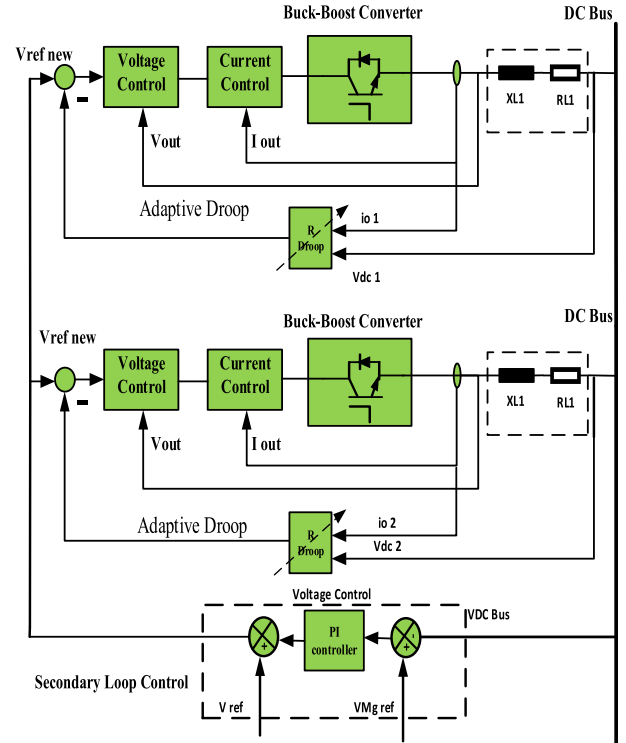 Buck-Boost Converter
DC Bus
Vref new
Voltage
Control
Current
Control
XL1
RL1
-
Vout
I out
Adaptive Droop
R
Droop
io 1
Vdc 1
Buck-Boost Converter
DC Bus
Vref new
Voltage
Control
Current
Control
XL1
RL1
-
Vout
I out
Adaptive Droop
R
Droop
io 2
Vdc 2
Voltage Control
VDC Bus
+
PI
controller
-
+
Secondary Loop Control
V ref
VMg ref